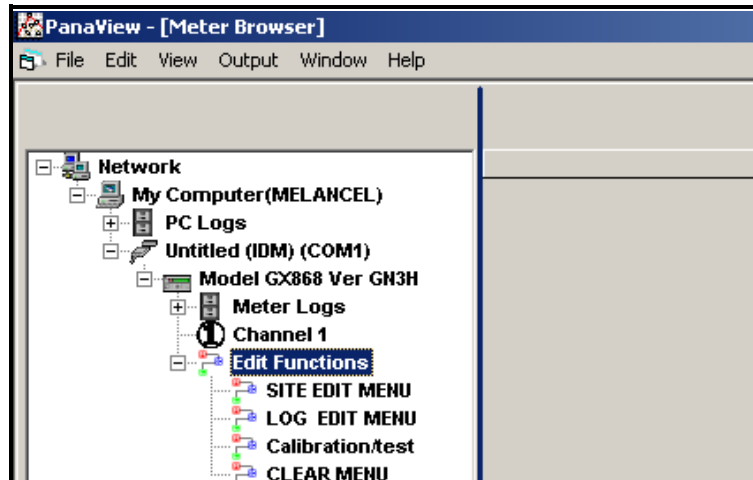 PanaView - [Meter Browser]
File Edit View Output Window Help
Network
My Computer(MELANCEL)
PC Logs
Untitled (IDM) (COM1)
Model GX868 Ver GN3H
Meter Logs
1 Channel 1
Edit Functions
SITE EDIT MENU
LOG EDIT MENU
Calibration/test
CLEAR MENU